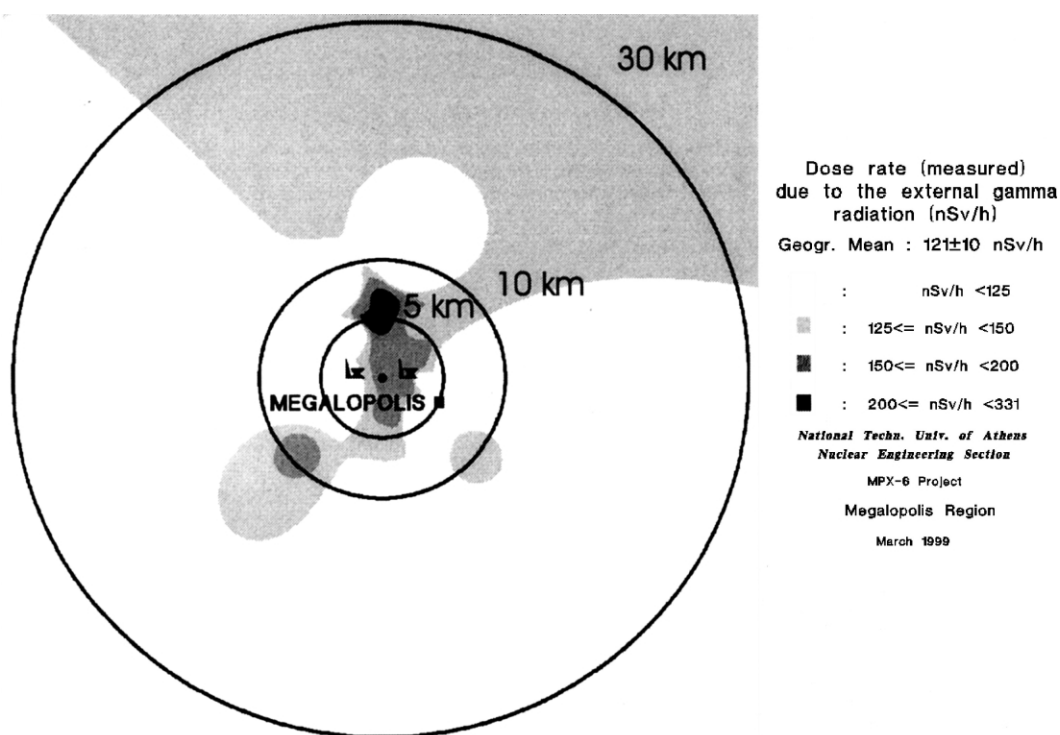 30 km
10 km
5 km
MEGALOPOLIS
Dose rate (measured)
due to the external gamma
radiation (nSv/h)
Geogr. Mean : 121±10 nSv/h
: nSv/h <125
: 125<= nSv/h <150
: 150<= nSv/h <200
: 200<= nSv/h <331
National Techn. Univ. of Athens
Nuclear Engineering Section
MPX-6 Project
Megalopolis Region
March 1999